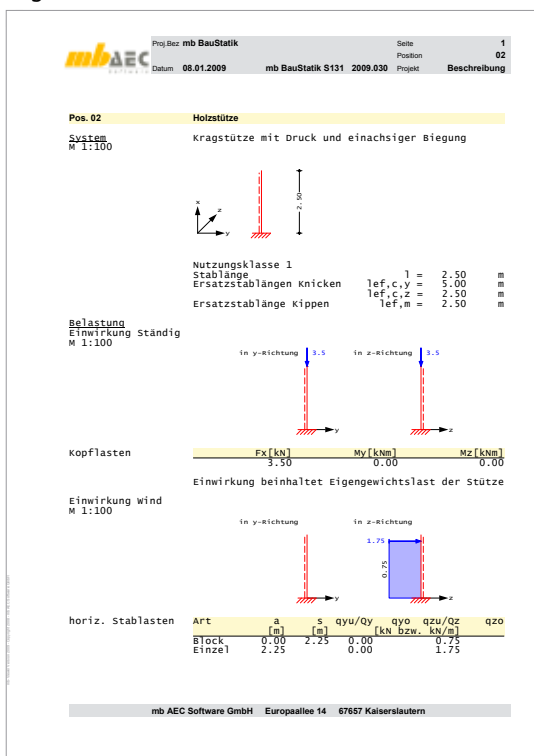 mb AEC
Software
Proj.Bez mb BauStatik Seite 1
Position 02
Datum 08.01.2009 mb BauStatik S131 2009.030 Projekt Beschreibung
Pos. 02 Holzstütze
System Kragstütze mit Druck und einachsiger Biegung
M 1:100
2.50
x
z
y
Nutzungsklasse 1
Stablänge l = 2.50 m
Ersatzstablängen Knicken lef,c,y = 5.00 m
lef,c,z = 2.50 m
Ersatzstablänge Kippen lef,m = 2.50 m
Belastung
Einwirkung Ständig
M 1:100
in y-Richtung 3.5 in z-Richtung 3.5
y z
Kopflasten Fx[kN] My[kNm] Mz[kNm]
3.50 0.00 0.00
Einwirkung beinhaltet Eigengewichtslast der Stütze
Einwirkung Wind
M 1:100
in y-Richtung in z-Richtung
1.75
0.75
y z
horiz. Stablasten Art a s qyu/Qy qyo qzu/Qz qzo
[m] [m] [kN bzw. kN/m]
Block 0.00 2.25 0.00 0.75
Einzel 2.25 0.00 1.75
mb AEC Software GmbH Europaallee 14 67657 Kaiserslautern